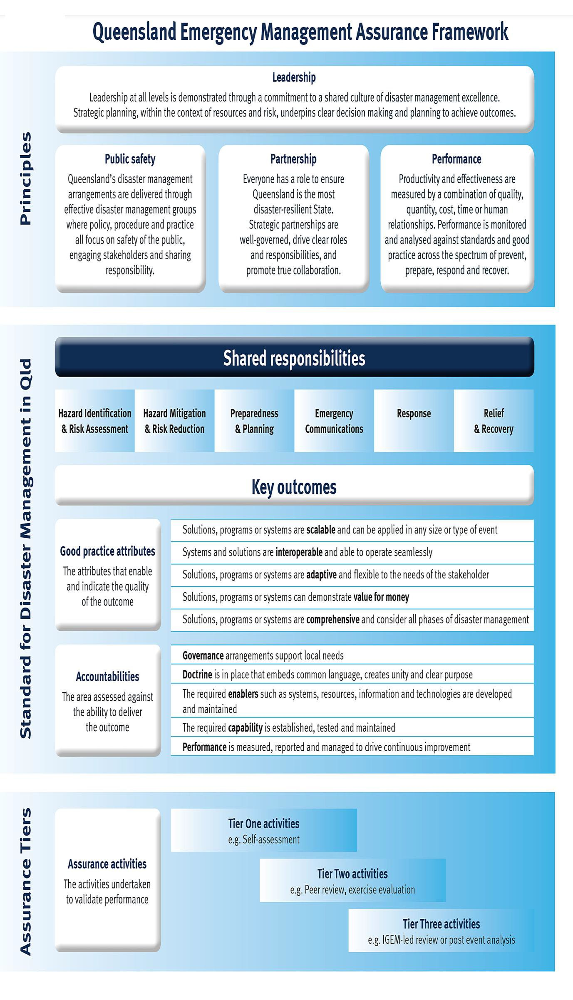 Queensland Emergency Management Assurance Framework
Principles
Leadership
Leadership at all levels is demonstrated through a commitment to a shared culture of disaster management excellence.
Strategic planning, within the context of resources and risk, underpins clear decision making and planning to achieve outcomes.
Public safety
Queensland’s disaster management
arrangements are delivered through
effective disaster management groups
where policy, procedure and practice
all focus on safety of the public,
engaging stakeholders and sharing
responsibility.
Partnership
Everyone has a role to ensure
Queensland is the most
disaster-resilient State.
Strategic partnerships are
well-governed, drive clear roles
and responsibilities, and
promote true collaboration.
Performance
Productivity and effectiveness are
measured by a combination of quality,
quantity, cost, time or human
relationships. Performance is monitored
and analysed against standards and good
practice across the spectrum of prevent,
prepare, respond and recover.
Standard for Disaster Management in Qld
Shared responsibilities
Hazard Identification
& Risk Assessment
Hazard Mitigation
& Risk Reduction
Preparedness
& Planning
Emergency
Communications
Response
Relief
& Recovery
Key outcomes
Good practice attributes
The attributes that enable
and indicate the quality
of the outcome
Solutions, programs or systems are scalable and can be applied in any size or type of event
Systems and solutions are interoperable and able to operate seamlessly
Solutions, programs or systems are adaptive and flexible to the needs of the stakeholder
Solutions, programs or systems can demonstrate value for money
Solutions, programs or systems are comprehensive and consider all phases of disaster management
Accountabilities
The area assessed against
the ability to deliver
the outcome
Governance arrangements support local needs
Doctrine is in place that embeds common language, creates unity and clear purpose
The required enablers such as systems, resources, information and technologies are developed
and maintained
The required capability is established, tested and maintained
Performance is measured, reported and managed to drive continuous improvement
Assurance Tiers
Assurance activities
The activities undertaken
to validate performance
Tier One activities
e.g. Self-assessment
Tier Two activities
e.g. Peer review, exercise evaluation
Tier Three activities
e.g. IGEM-led review or post event analysis